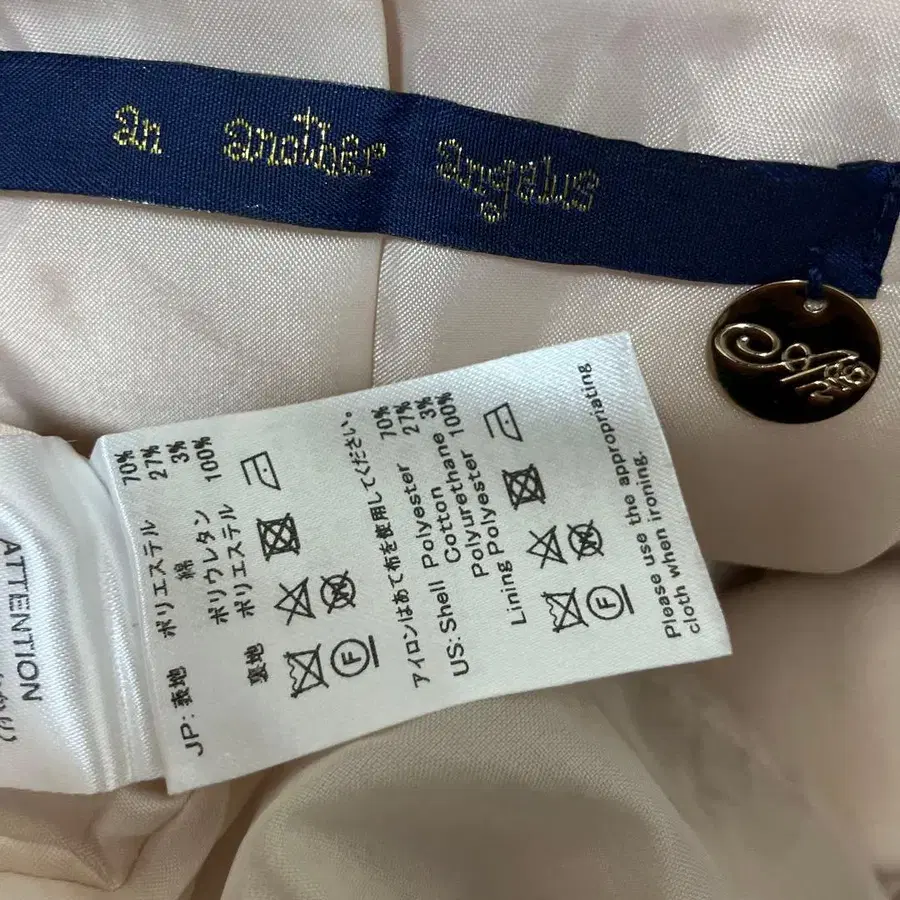 an another angelus
JP: 表地 ポリエステル 70%
綿 27%
ポリウレタン 3%
裏地 ポリエステル 100%
F
アイロンはあて布を使用してください。
US: Shell Polyester 70%
Cotton 27%
Polyurethane 3%
Lining Polyester 100%
F
Please use the appropriating
cloth when ironing.
ATTENTION